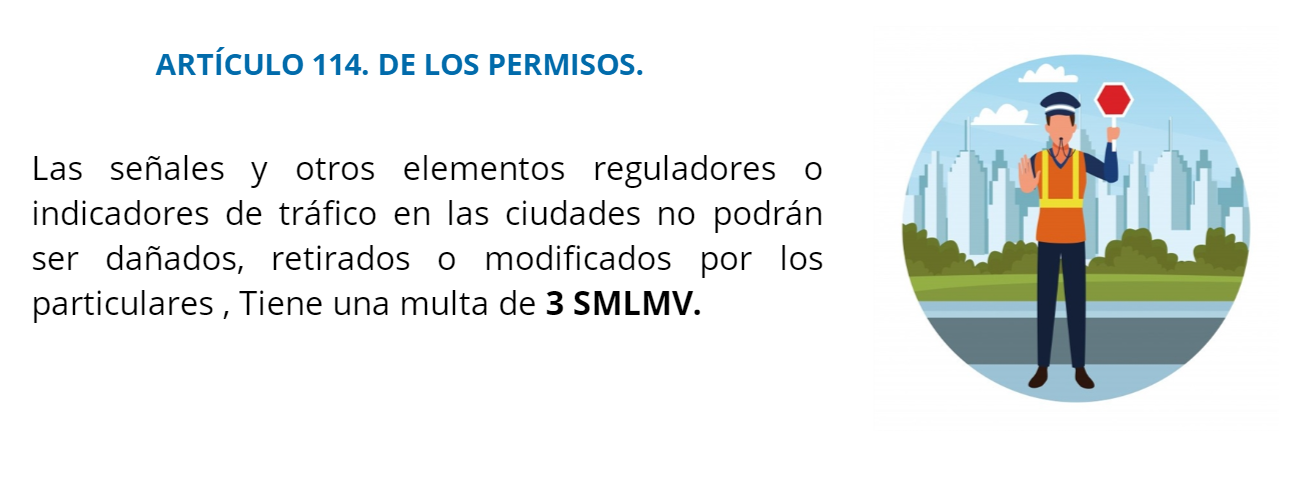 ARTÍCULO 114. DE LOS PERMISOS.
Las señales y otros elementos reguladores o
indicadores de tráfico en las ciudades no podrán
ser dañados, retirados o modificados por los
particulares , Tiene una multa de 3 SMLMV.